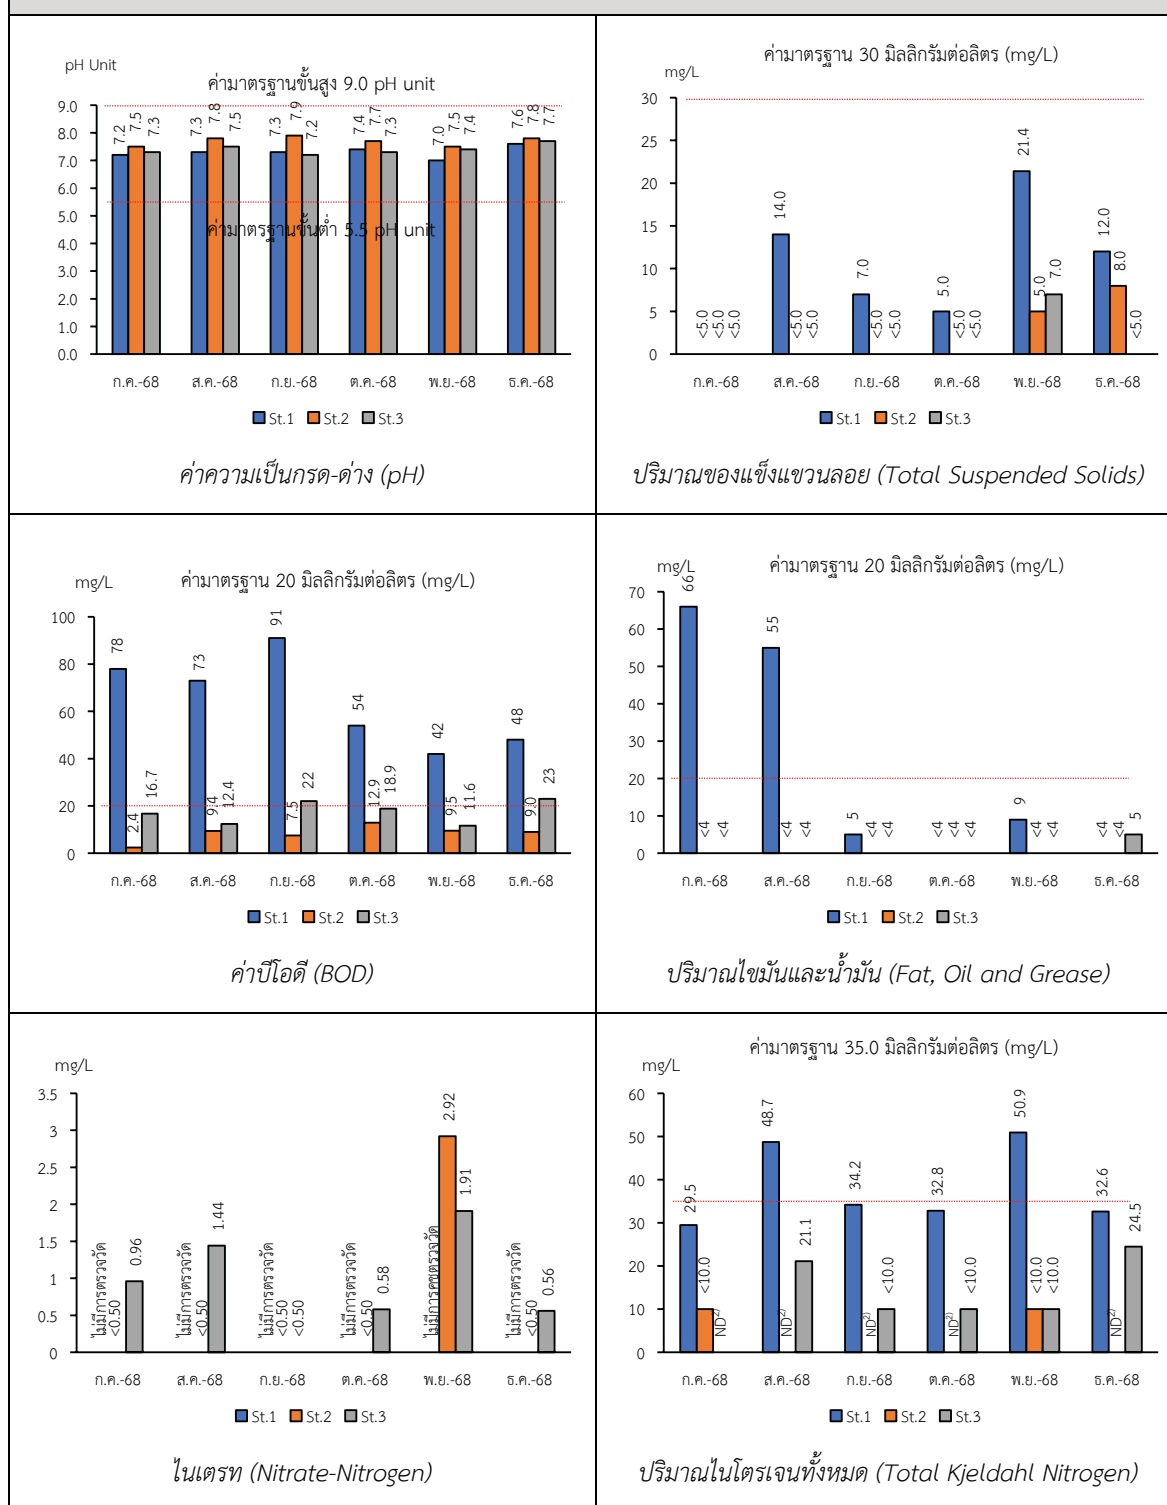 pH Unit
ค่ามาตรฐานขั้นสูง 9.0 pH unit
9.0
8.0
7.0
6.0
5.0
4.0
3.0
2.0
1.0
0.0
7.2 7.5 7.3 7.3 7.8 7.5 7.3 7.9 7.2 7.4 7.7 7.3 7.0 7.5 7.4 7.6 7.8 7.7
ค่ามาตรฐานขั้นต่ำ 5.5 pH unit
ก.ค.-68 ส.ค.-68 ก.ย.-68 ต.ค.-68 พ.ย.-68 ธ.ค.-68
St.1 St.2 St.3
ค่าความเป็นกรด-ด่าง (pH)
ค่ามาตรฐาน 30 มิลลิกรัมต่อลิตร (mg/L)
mg/L
30
25
20
15
10
5
0
<5.0 <5.0 <5.0 14.0 <5.0 <5.0 7.0 <5.0 <5.0 5.0 <5.0 <5.0 21.4 5.0 7.0 12.0 8.0 <5.0
ก.ค.-68 ส.ค.-68 ก.ย.-68 ต.ค.-68 พ.ย.-68 ธ.ค.-68
St.1 St.2 St.3
ปริมาณของแข็งแขวนลอย (Total Suspended Solids)
mg/L
ค่ามาตรฐาน 20 มิลลิกรัมต่อลิตร (mg/L)
100
80
60
40
20
0
78 2.4 16.7 73 9.4 12.4 91 7.5 22 54 12.9 18.9 42 9.5 11.6 48 9.0 23
ก.ค.-68 ส.ค.-68 ก.ย.-68 ต.ค.-68 พ.ย.-68 ธ.ค.-68
St.1 St.2 St.3
ค่าบีโอดี (BOD)
mg/L
ค่ามาตรฐาน 20 มิลลิกรัมต่อลิตร (mg/L)
70
60
50
40
30
20
10
0
66 <4 <4 55 <4 <4 5 <4 <4 <4 <4 <4 9 <4 <4 <4 <4 5
ก.ค.-68 ส.ค.-68 ก.ย.-68 ต.ค.-68 พ.ย.-68 ธ.ค.-68
St.1 St.2 St.3
ปริมาณไขมันและน้ำมัน (Fat, Oil and Grease)
mg/L
3.5
3
2.5
2
1.5
1
0.5
0
ไม่มีการตรวจวัด <0.50 0.96 ไม่มีการตรวจวัด <0.50 1.44 ไม่มีการตรวจวัด <0.50 <0.50 ไม่มีการตรวจวัด <0.50 0.58 2.92 1.91 ไม่มีการตรวจวัด <0.50 0.56
ก.ค.-68 ส.ค.-68 ก.ย.-68 ต.ค.-68 พ.ย.-68 ธ.ค.-68
St.1 St.2 St.3
ไนเตรท (Nitrate-Nitrogen)
ค่ามาตรฐาน 35.0 มิลลิกรัมต่อลิตร (mg/L)
mg/L
60
50
40
30
20
10
0
29.5 <10.0 ND2) 48.7 ND2) 21.1 34.2 ND2) <10.0 32.8 ND2) <10.0 50.9 <10.0 <10.0 32.6 ND2) 24.5
ก.ค.-68 ส.ค.-68 ก.ย.-68 ต.ค.-68 พ.ย.-68 ธ.ค.-68
St.1 St.2 St.3
ปริมาณไนโตรเจนทั้งหมด (Total Kjeldahl Nitrogen)